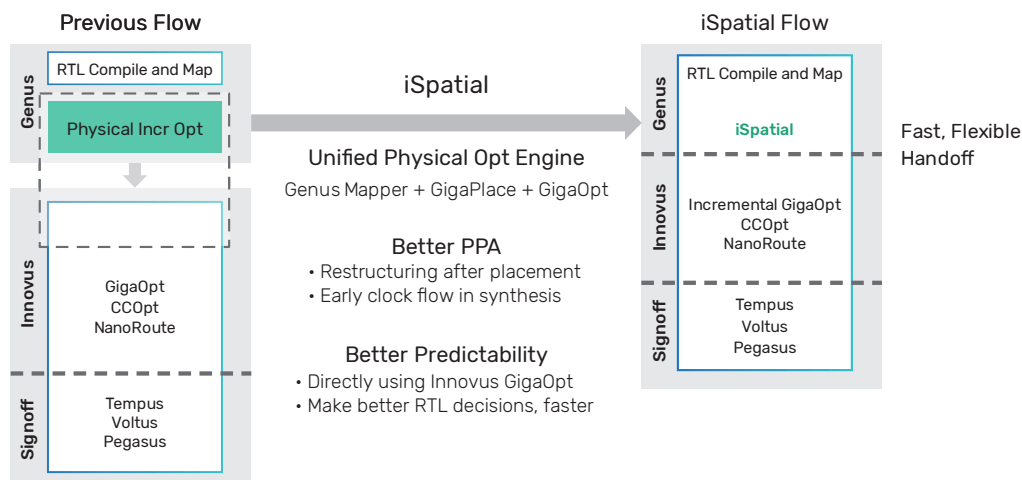 Previous Flow
Genus
RTL Compile and Map
Physical Incr Opt
Innovus
GigaOpt
CCOpt
NanoRoute
Signoff
Tempus
Voltus
Pegasus
iSpatial
Unified Physical Opt Engine
Genus Mapper + GigaPlace + GigaOpt
Better PPA
• Restructuring after placement
• Early clock flow in synthesis
Better Predictability
• Directly using Innovus GigaOpt
• Make better RTL decisions, faster
iSpatial Flow
Genus
RTL Compile and Map
iSpatial
Innovus
Incremental GigaOpt
CCOpt
NanoRoute
Signoff
Tempus
Voltus
Pegasus
Fast, Flexible
Handoff